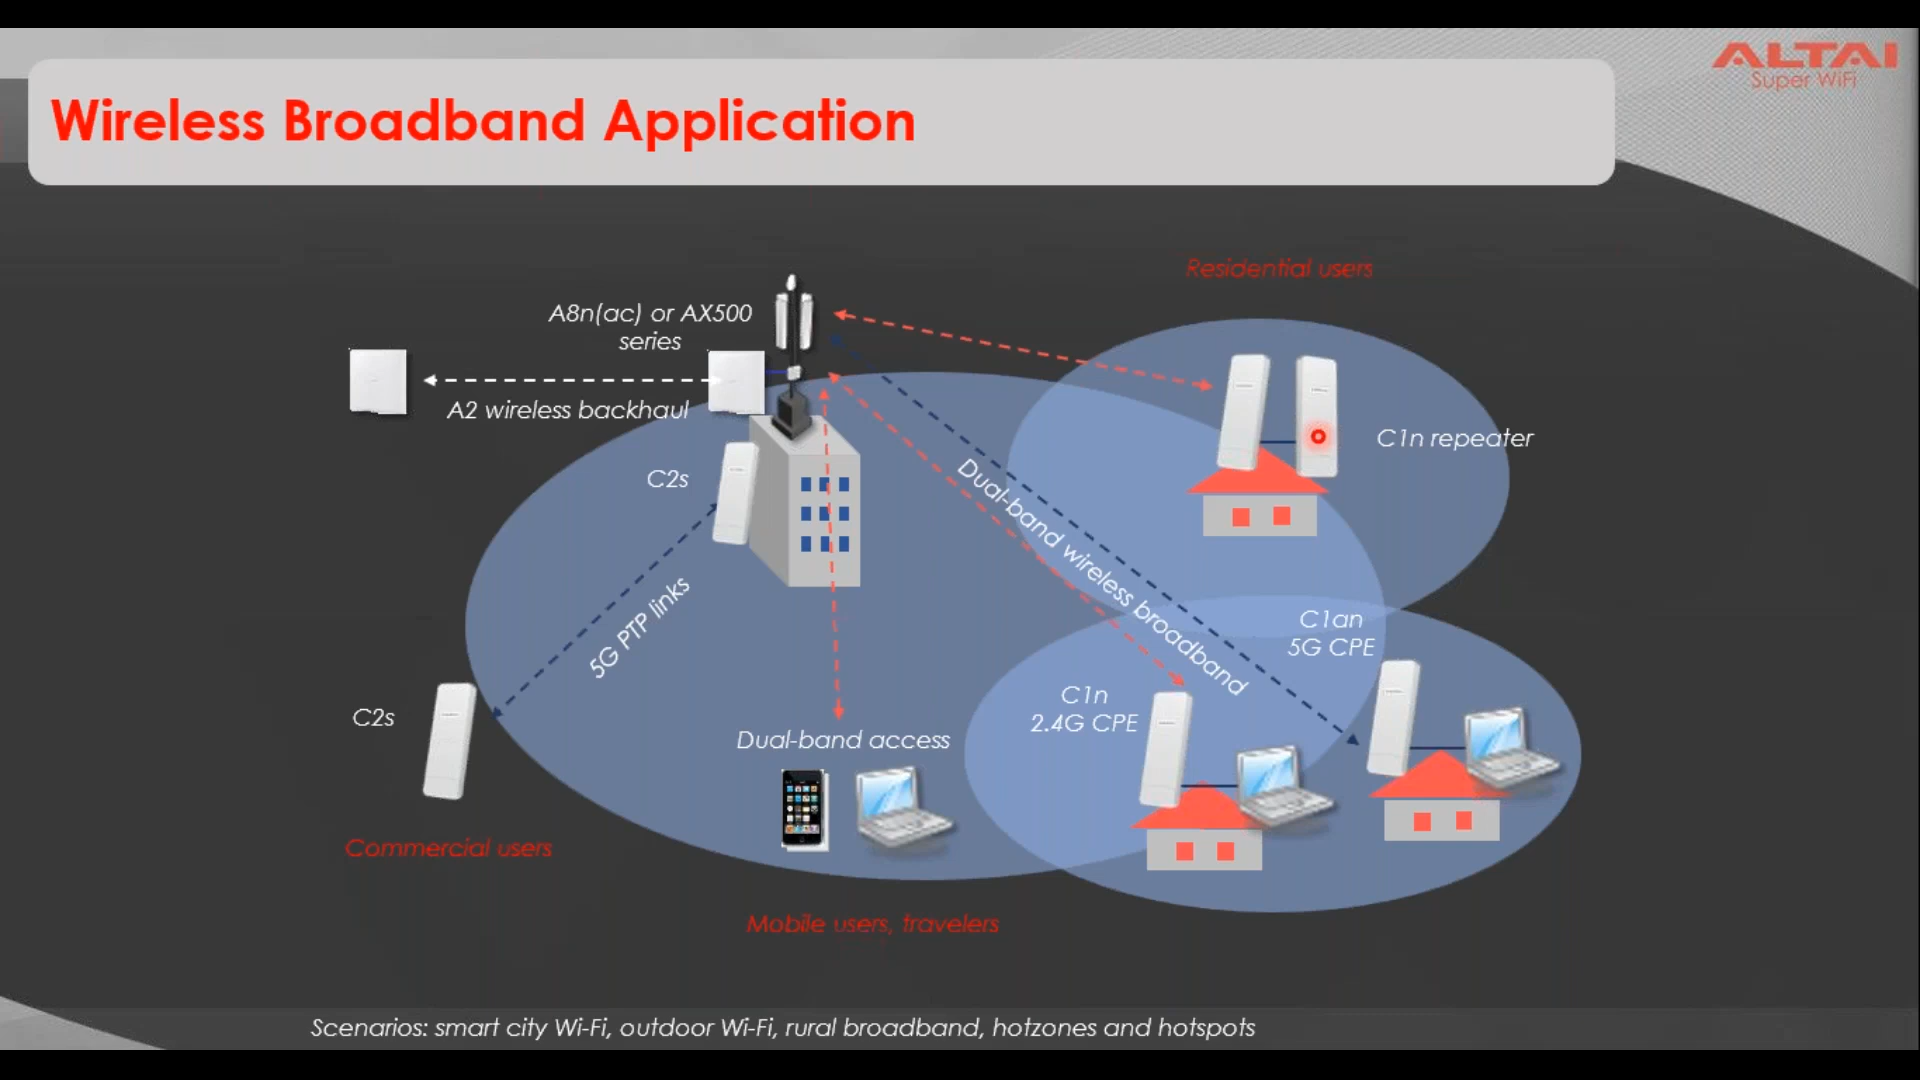 ALTAI
Super WiFi
Wireless Broadband Application
Residential users
A8n(ac) or AX500
series
A2 wireless backhaul
C1n repeater
C2s
Dual-band wireless broadband
5G PTP links
C1an
5G CPE
C1n
2.4G CPE
C2s
Dual-band access
Commercial users
Mobile users, travelers
Scenarios: smart city Wi-Fi, outdoor Wi-Fi, rural broadband, hotzones and hotspots